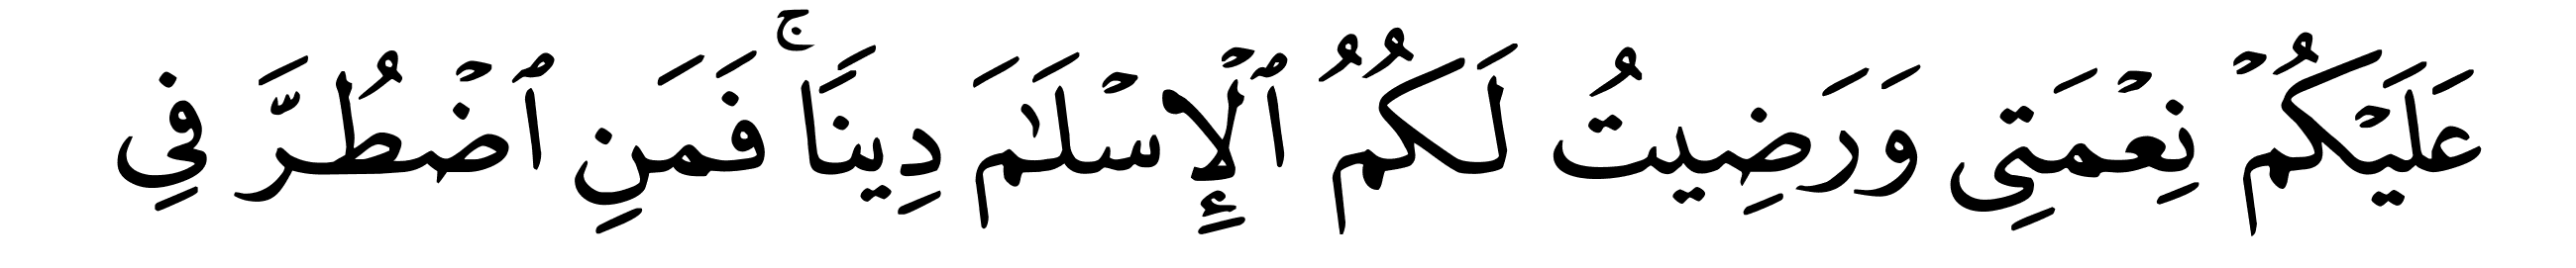 عَلَيْكُمْ نِعْمَتِى وَرَضِيتُ لَكُمُ ٱلْإِسْلَـٰمَ دِينًۭا ۚ فَمَنِ ٱضْطُرَّ فِى